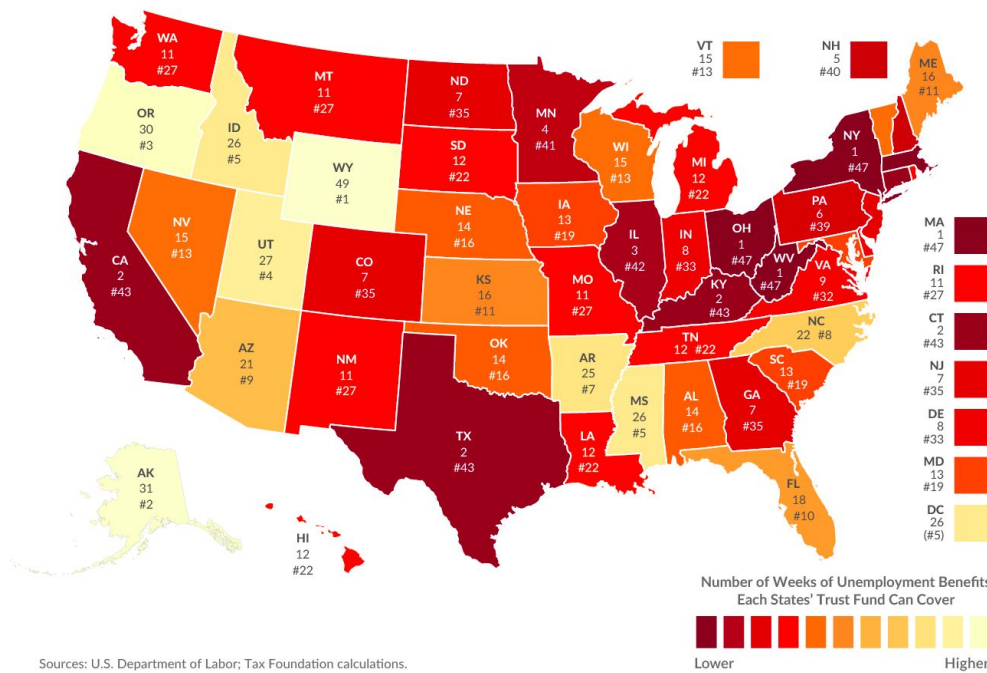 WA
11
#27
MT
11
#27
ND
7
#35
MN
4
#41
VT
15
#13
NH
5
#40
ME
16
#11
OR
30
#3
ID
26
#5
WY
49
#1
SD
12
#22
WI
15
#13
MI
12
#22
NY
1
#47
NV
15
#13
UT
27
#4
CO
7
#35
NE
14
#16
IA
13
#19
IL
3
#42
IN
8
#33
OH
1
#47
PA
6
#39
CA
2
#43
KS
16
#11
MO
11
#27
KY
2
#43
WV
1
#47
VA
9
#32
AZ
21
#9
NM
11
#27
OK
14
#16
AR
25
#7
TN
12 #22
NC
22 #8
SC
13
#19
TX
2
#43
LA
12
#22
MS
26
#5
AL
14
#16
GA
7
#35
FL
18
#10
AK
31
#2
HI
12
#22
MA
1
#47
RI
11
#27
CT
2
#43
NJ
7
#35
DE
8
#33
MD
13
#19
DC
26
(#5)
Number of Weeks of Unemployment Benefits
Each States' Trust Fund Can Cover
Lower
Higher
Sources: U.S. Department of Labor; Tax Foundation calculations.